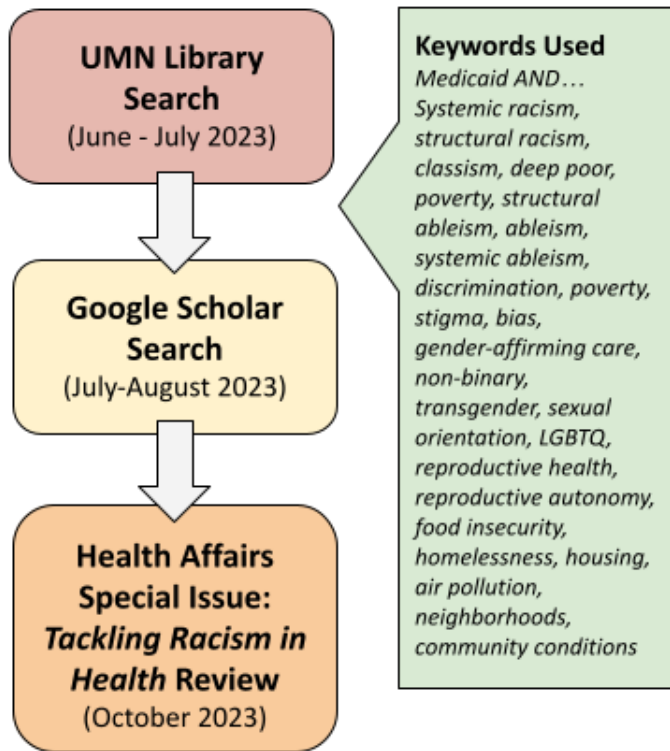 UMN Library
Search
(June - July 2023)
Google Scholar
Search
(July-August 2023)
Health Affairs
Special Issue:
Tackling Racism in
Health Review
(October 2023)
Keywords Used
Medicaid AND…
Systemic racism,
structural racism,
classism, deep poor,
poverty, structural
ableism, ableism,
systemic ableism,
discrimination, poverty,
stigma, bias,
gender-affirming care,
non-binary,
transgender, sexual
orientation, LGBTQ,
reproductive health,
reproductive autonomy,
food insecurity,
homelessness, housing,
air pollution,
neighborhoods,
community conditions